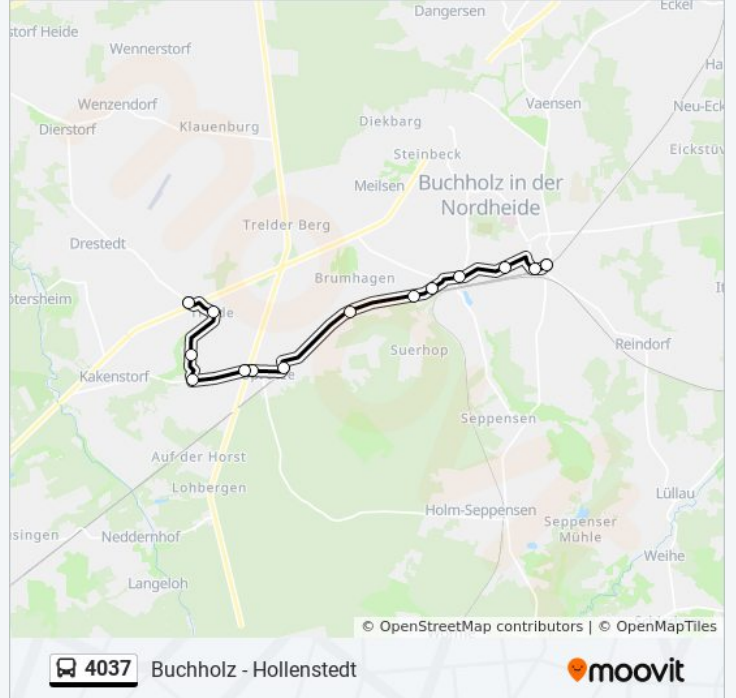 Dangersen
Eckel
storf Heide
Wennerstorf
Ha
Wenzendorf
Vaensen
Neu-Eck
Dierstorf
Klauenburg
Diekbarg
Eickstüv
Steinbeck
Meilsen
Buchholz in der
Nordheide
Trelder Berg
Drestedt
Brumhagen
otersheim
It
Suerhop
Reindorf
Kakenstorf
Seppensen
Auf der Horst
Lohbergen
Lüllau
Holm-Seppensen
Seppenser
Mühle
singen
Neddernhof
Weihe
Langeloh
© OpenStreetMap contributors | © OpenMapTiles
4037 Buchholz - Hollenstedt
moovit